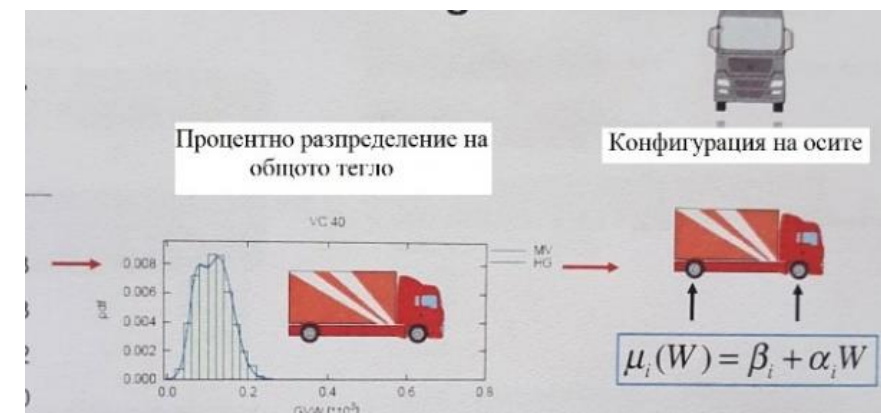 Процентно разпределение на
общото тегло
Конфигурация на осите
VC 40
MV
HG
0.008
0.006
0.004
0.002
0.000
pdf
0.0 0.2 0.4 0.6 0.8
μᵢ(W) = βᵢ + αᵢW